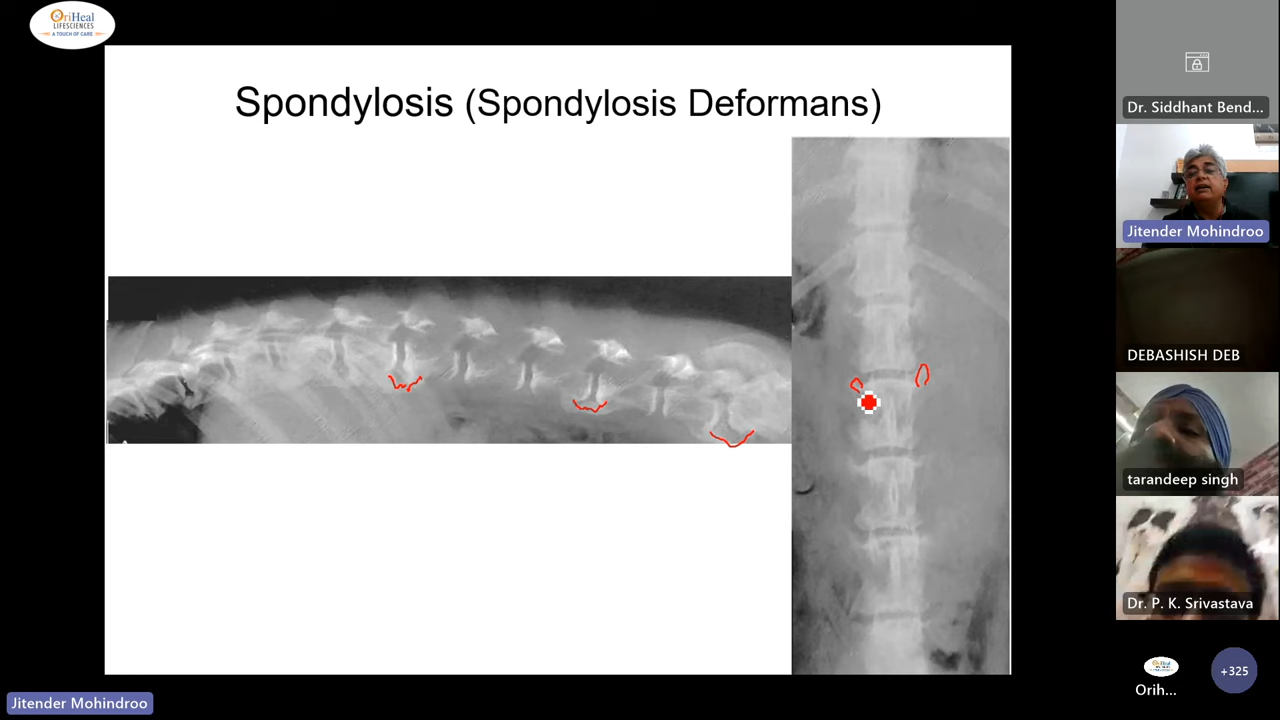 OriHeal
LIFESCIENCES
A TOUCH OF CARE
Spondylosis (Spondylosis Deformans)
Dr. Siddhant Bend...
Jitender Mohindroo
DEBASHISH DEB
tarandeep singh
Dr. P. K. Srivastava
Orih...
+325
Jitender Mohindroo